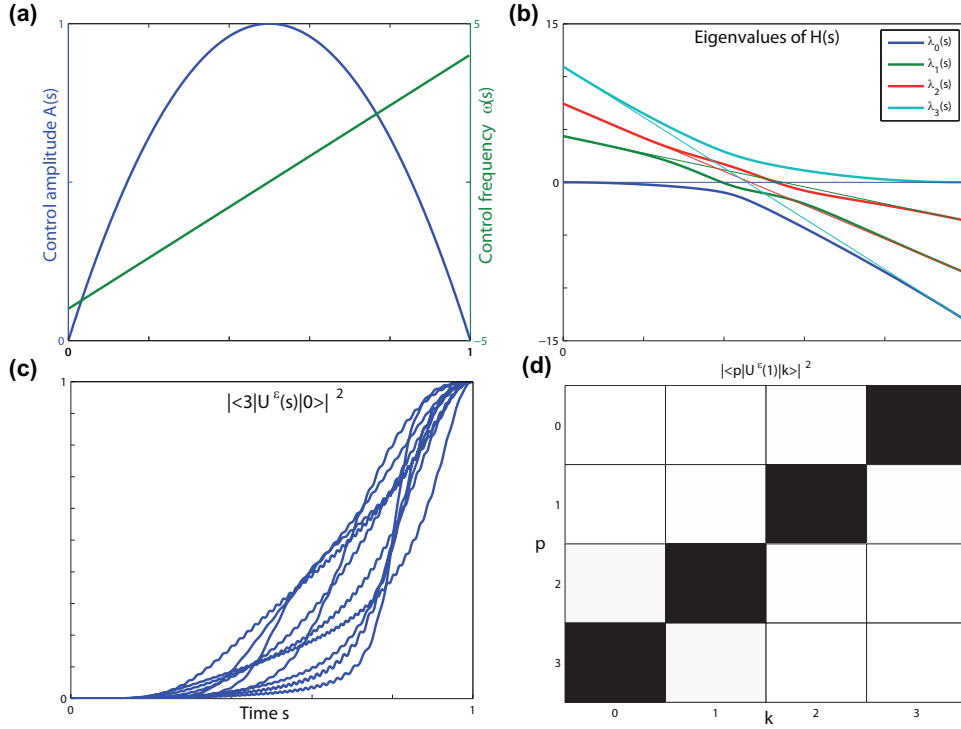 (a)
1
5
Control amplitude A(s)
Control frequency ω(s)
0
-5
0
1
(b)
15
Eigenvalues of H(s)
λ0(s)
λ1(s)
λ2(s)
λ3(s)
0
−15
0
(c)
1
|<3|U ε(s)|0>| 2
0
0
Time s
1
(d)
|<p|U ε(1)|k>| 2
0
1
p
2
3
0
1
k
2
3